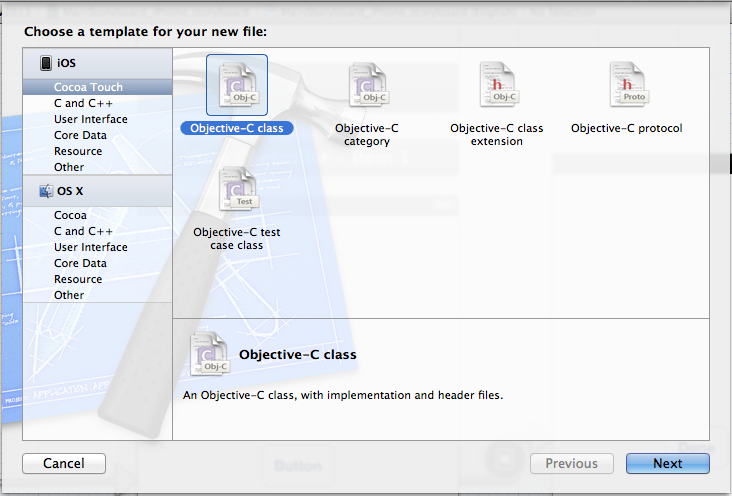 Choose a template for your new file:
iOS
Cocoa Touch
C and C++
User Interface
Core Data
Resource
Other
OS X
Cocoa
C and C++
User Interface
Core Data
Resource
Other
Obj-C
Objective-C class
Obj-C
Objective-C
category
h
Obj-C
Objective-C class
extension
h
Proto
Objective-C protocol
Test
Objective-C test
case class
C
Obj-C
Objective-C class
An Objective-C class, with implementation and header files.
Button
Cancel
Previous
Next